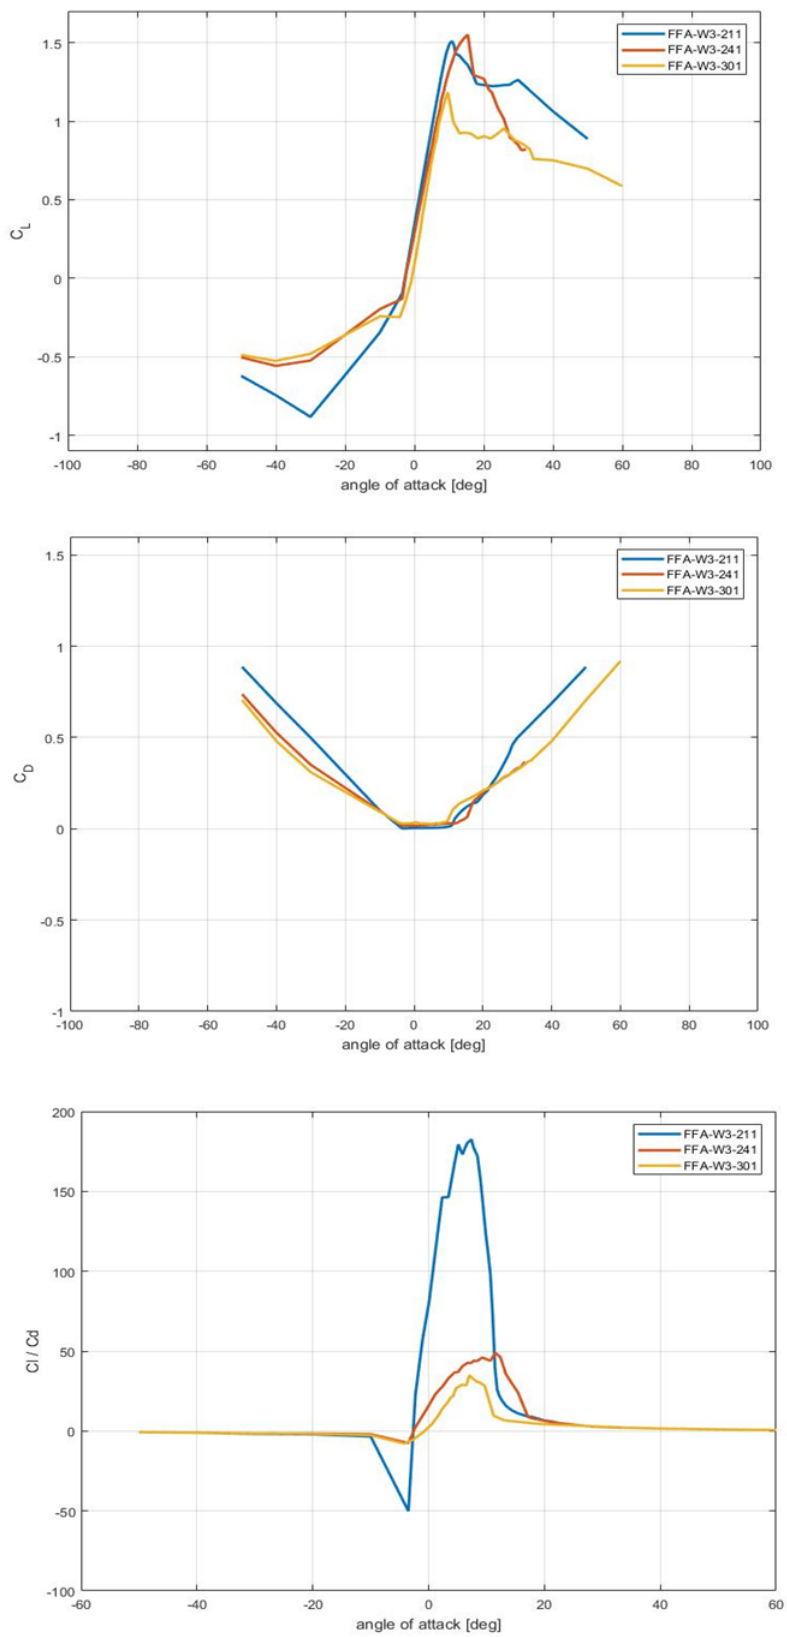 1.5
1
0.5
0
-0.5
-1
C_L
FFA-W3-211
FFA-W3-241
FFA-W3-301
-100 -80 -60 -40 -20 0 20 40 60 80 100
angle of attack [deg]
1.5
1
0.5
0
-0.5
-1
C_D
FFA-W3-211
FFA-W3-241
FFA-W3-301
-100 -80 -60 -40 -20 0 20 40 60 80 100
angle of attack [deg]
200
150
100
50
0
-50
-100
Cl / Cd
FFA-W3-211
FFA-W3-241
FFA-W3-301
-60 -40 -20 0 20 40 60
angle of attack [deg]